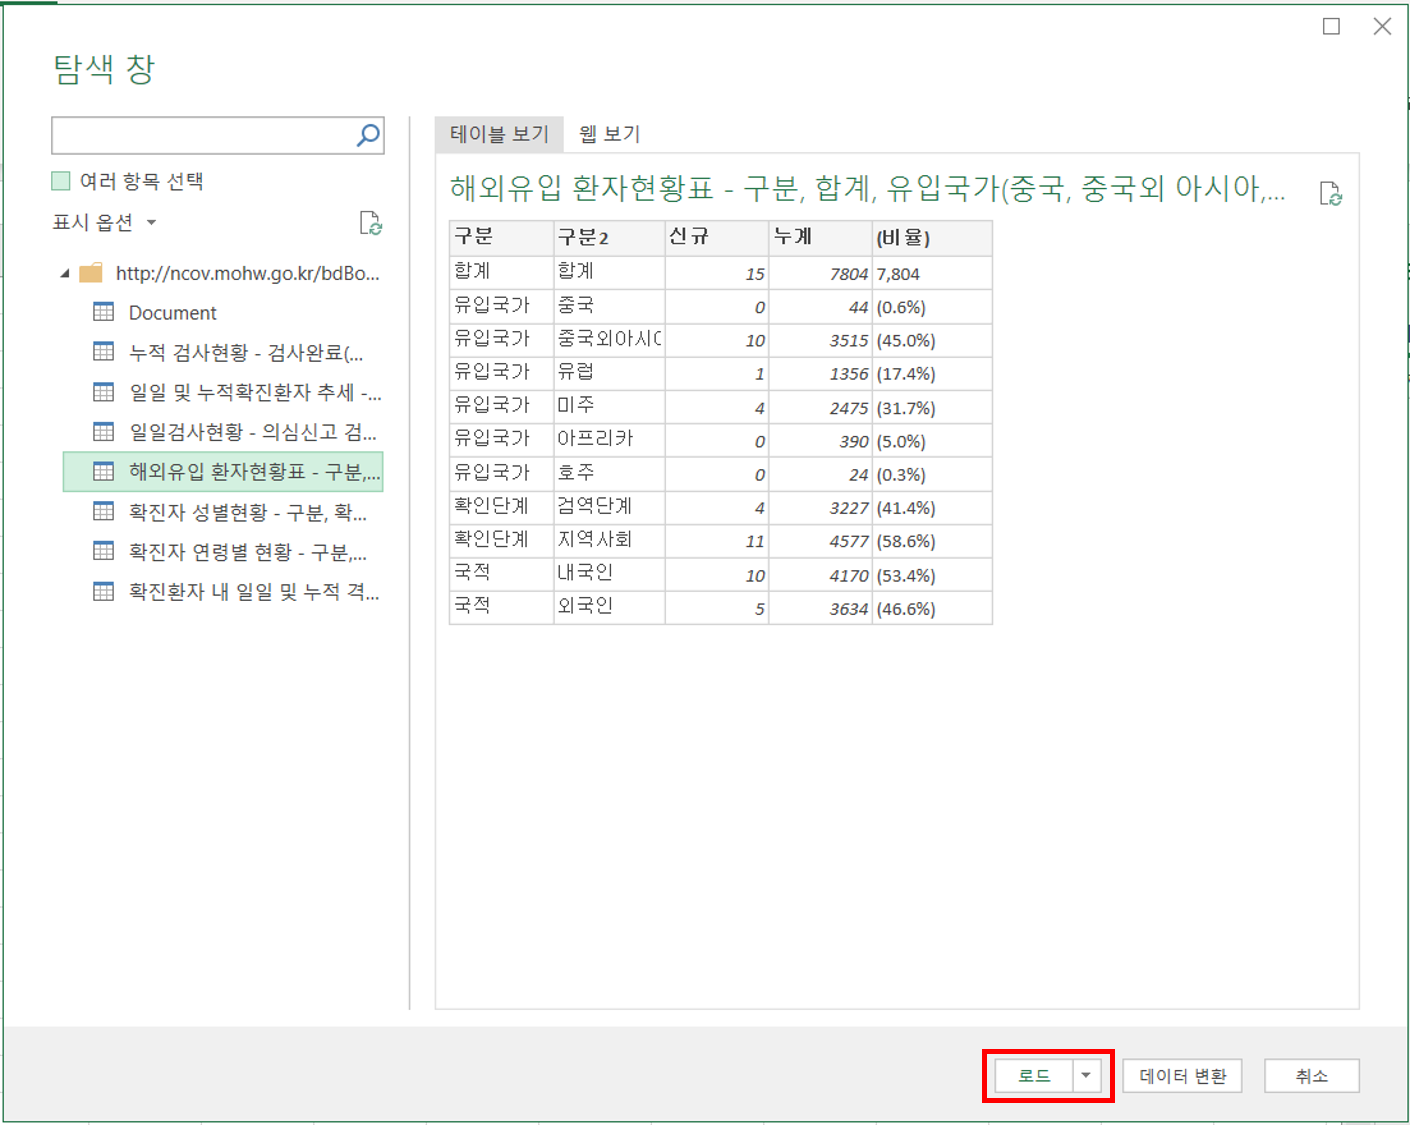 탐색 창
여러 항목 선택
표시 옵션
http://ncov.mohw.go.kr/bdBo...
Document
누적 검사현황 - 검사완료(...
일일 및 누적확진환자 추세 -...
일일검사현황 - 의심신고 검...
해외유입 환자현황표 - 구분,...
확진자 성별현황 - 구분, 확...
확진자 연령별 현황 - 구분,...
확진환자 내 일일 및 누적 격...
테이블 보기 웹 보기
해외유입 환자현황표 - 구분, 합계, 유입국가(중국, 중국외 아시아,...
구분 구분2 신규 누계 (비율)
합계 합계 15 7804 7,804
유입국가 중국 0 44 (0.6%)
유입국가 중국외아시아 10 3515 (45.0%)
유입국가 유럽 1 1356 (17.4%)
유입국가 미주 4 2475 (31.7%)
유입국가 아프리카 0 390 (5.0%)
유입국가 호주 0 24 (0.3%)
확인단계 검역단계 4 3227 (41.4%)
확인단계 지역사회 11 4577 (58.6%)
국적 내국인 10 4170 (53.4%)
국적 외국인 5 3634 (46.6%)
로드 데이터 변환 취소